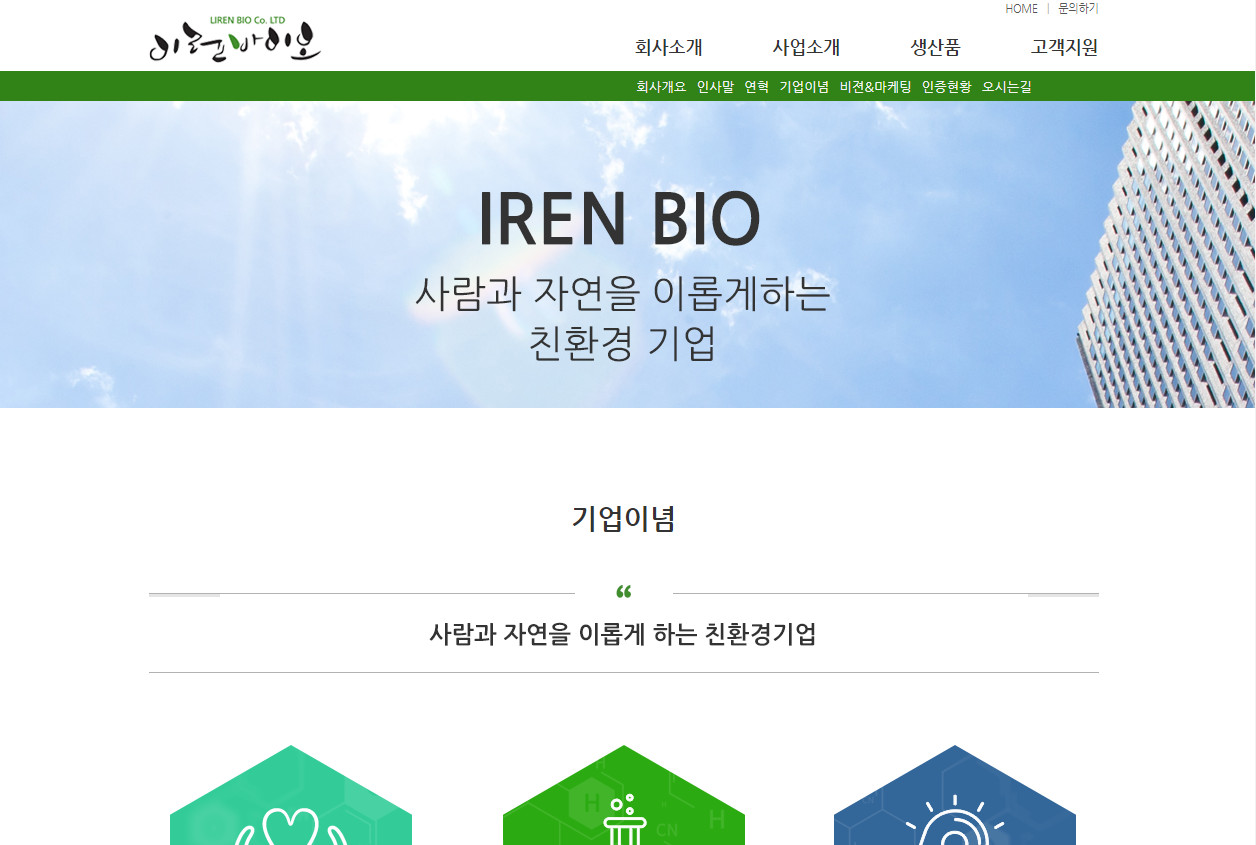 HOME | 문의하기
LIREN BIO Co. LTD
이렌바이오
회사소개 사업소개 생산품 고객지원
회사개요 인사말 연혁 기업이념 비젼&마케팅 인증현황 오시는길
IREN BIO
사람과 자연을 이롭게하는
친환경 기업
기업이념
“
사람과 자연을 이롭게 하는 친환경기업
H
H
CN
H